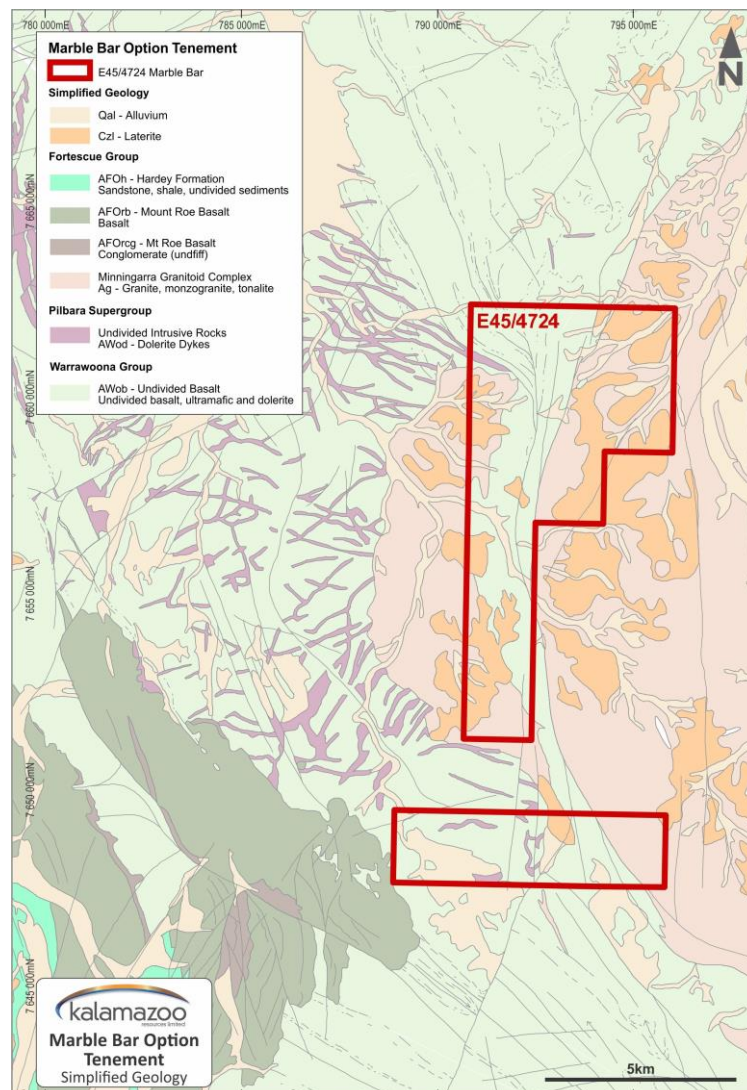 780 000mE
785 000mE
790 000mE
795 000mE
Marble Bar Option Tenement
E45/4724 Marble Bar
Simplified Geology
Qal - Alluvium
Czl - Laterite
Fortescue Group
AFOh - Hardey Formation
Sandstone, shale, undivided sediments
AFOrb - Mount Roe Basalt
Basalt
AFOrcg - Mt Roe Basalt
Conglomerate (undfiff)
Minningarra Granitoid Complex
Ag - Granite, monzogranite, tonalite
Pilbara Supergroup
Undivided Intrusive Rocks
AWod - Dolerite Dykes
Warrawoona Group
AWob - Undivided Basalt
Undivided basalt, ultramafic and dolerite
N
7 665 000mN
E45/4724
7 660 000mN
7 655 000mN
7 650 000mN
7 645 000mN
kalamazoo
resources limited
Marble Bar Option
Tenement
Simplified Geology
5km